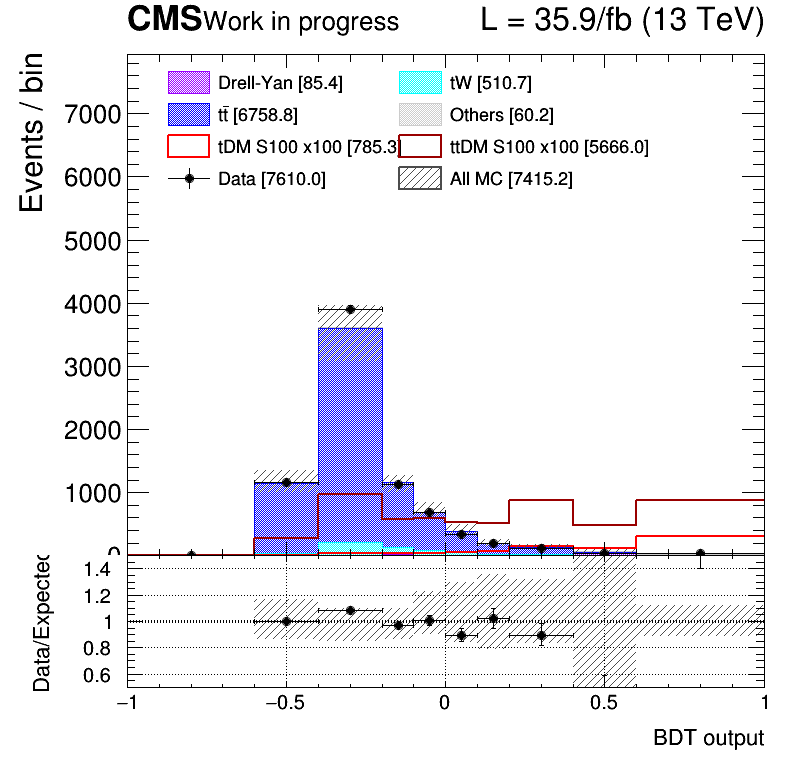 CMS Work in progress L = 35.9/fb (13 TeV)
Events / bin
Drell-Yan [85.4] tW [510.7]
tt̄ [6758.8] Others [60.2]
tDM S100 x100 [785.3] ttDM S100 x100 [5666.0]
Data [7610.0] All MC [7415.2]
7000
6000
5000
4000
3000
2000
1000
0
Data/Expected
1.4
1.2
1
0.8
0.6
−1 −0.5 0 0.5 1
BDT output